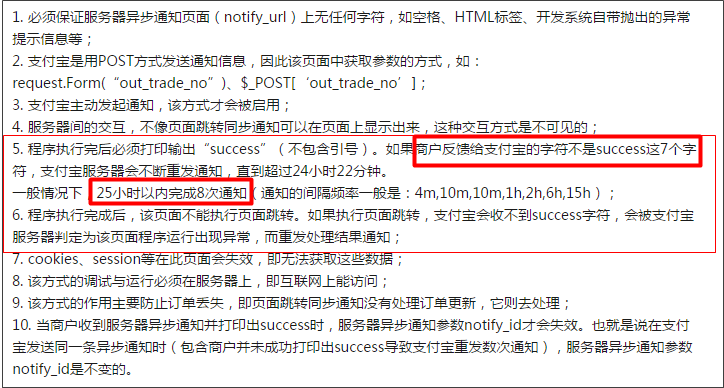 1. 必须保证服务器异步通知页面（notify_url）上无任何字符，如空格、HTML标签、开发系统自带抛出的异常
提示信息等；
2. 支付宝是用POST方式发送通知信息，因此该页面中获取参数的方式，如：
request.Form(“out_trade_no”)、$_POST[‘out_trade_no’]；
3. 支付宝主动发起通知，该方式才会被启用；
4. 服务器间的交互，不像页面跳转同步通知可以在页面上显示出来，这种交互方式是不可见的；
5. 程序执行完后必须打印输出“success”（不包含引号）。如果商户反馈给支付宝的字符不是success这7个字
符，支付宝服务器会不断重发通知，直到超过24小时22分钟。
一般情况下，25小时以内完成8次通知（通知的间隔频率一般是：4m,10m,10m,1h,2h,6h,15h）；
6. 程序执行完成后，该页面不能执行页面跳转。如果执行页面跳转，支付宝会收不到success字符，会被支付宝
服务器判定为该页面程序运行出现异常，而重发处理结果通知；
7. cookies、session等在此页面会失效，即无法获取这些数据；
8. 该方式的调试与运行必须在服务器上，即互联网上能访问；
9. 该方式的作用主要防止订单丢失，即页面跳转同步通知没有处理订单更新，它则去处理；
10. 当商户收到服务器异步通知并打印出success时，服务器异步通知参数notify_id才会失效。也就是说在支付
宝发送同一条异步通知时（包含商户并未成功打印出success导致支付宝重发数次通知），服务器异步通知参数
notify_id是不变的。